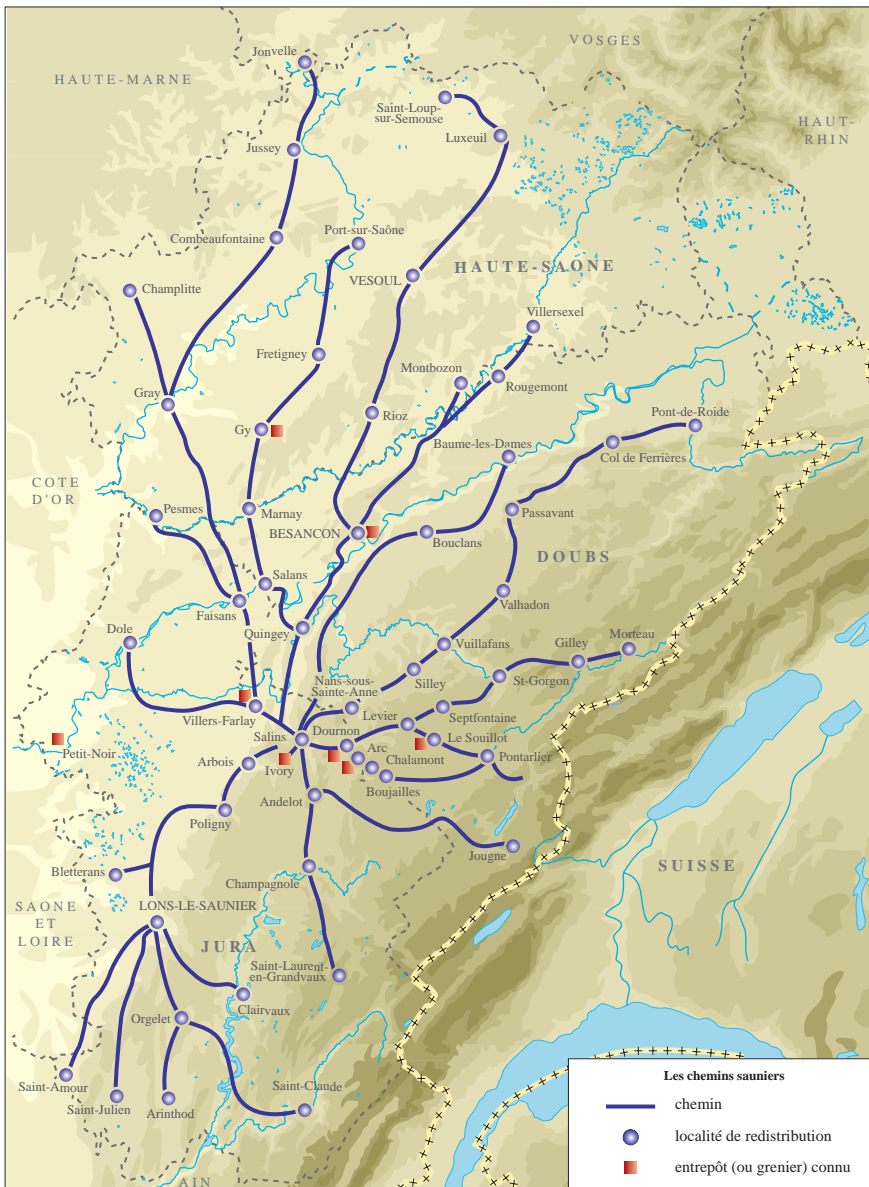 Jonvelle
VOSGES
HAUTE-MARNE
Saint-Loup-
sur-Semouse
HAUT-
RHIN
Luxeuil
Jussey
Port-sur-Saône
Combeaufontaine
HAUTE-SAONE
VESOUL
Champlitte
Villersexel
Fretigney
Montbozon
Rougemont
Gray
Rioz
Pont-de-Roide
Gy
Baume-les-Dames
Col de Ferrières
COTE
D'OR
Pesmes
Marnay
Passavant
BESANCON
Bouclans
DOUBS
Salans
Valhadon
Faisans
Dole
Quingey
Vuillafans
Gilley
Morteau
Nans-sous-
Sainte-Anne
Silley
St-Gorgon
Villers-Farlay
Levier
Septfontaine
Salins
Dournon
Le Souillot
Petit-Noir
Arc
Arbois
Ivory
Chalamont
Pontarlier
Boujailles
Andelot
Poligny
Jougne
Bletterans
Champagnole
SUISSE
SAONE
ET
LOIRE
LONS-LE-SAUNIER
JURA
Saint-Laurent-
en-Grandvaux
Clairvaux
Orgelet
Saint-Amour
Saint-Julien
Arinthod
Saint-Claude
AIN
Les chemins sauniers
chemin
localité de redistribution
entrepôt (ou grenier) connu